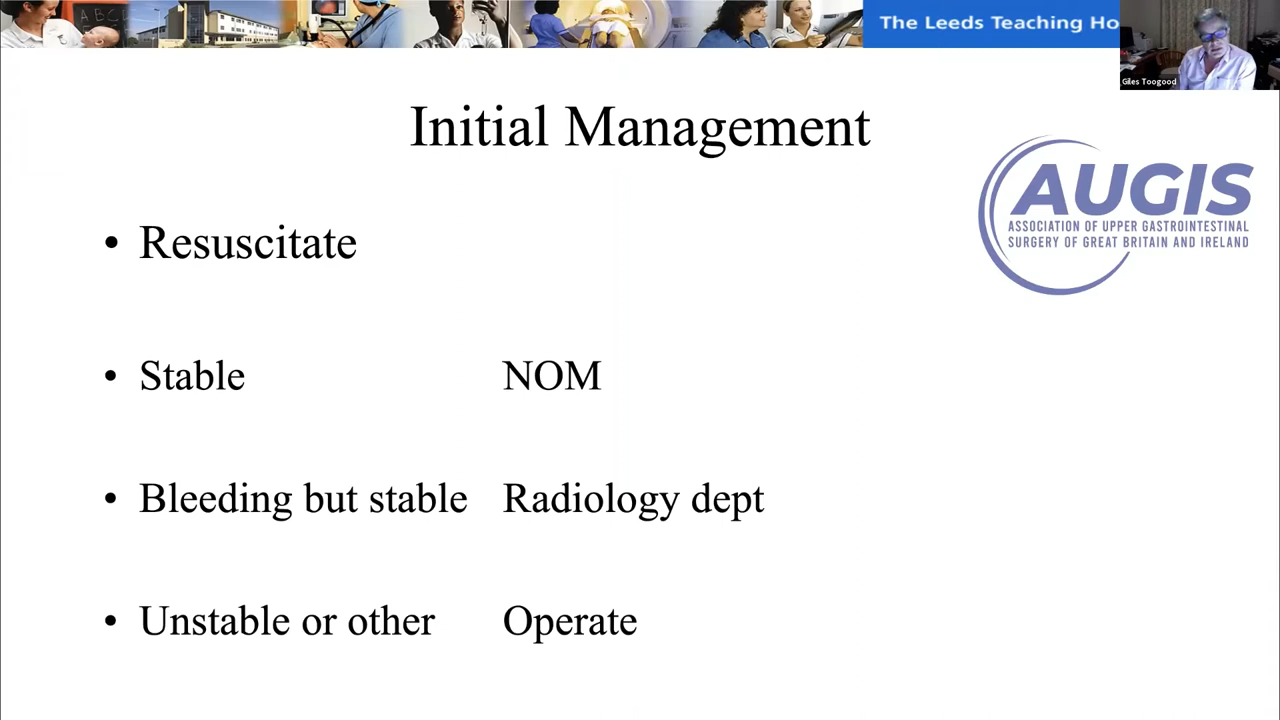 ABC
The Leeds Teaching Ho
Giles Toogood
Initial Management
AUGIS
ASSOCIATION OF UPPER GASTROINTESTINAL
SURGERY OF GREAT BRITAIN AND IRELAND
• Resuscitate
• Stable NOM
• Bleeding but stable Radiology dept
• Unstable or other Operate